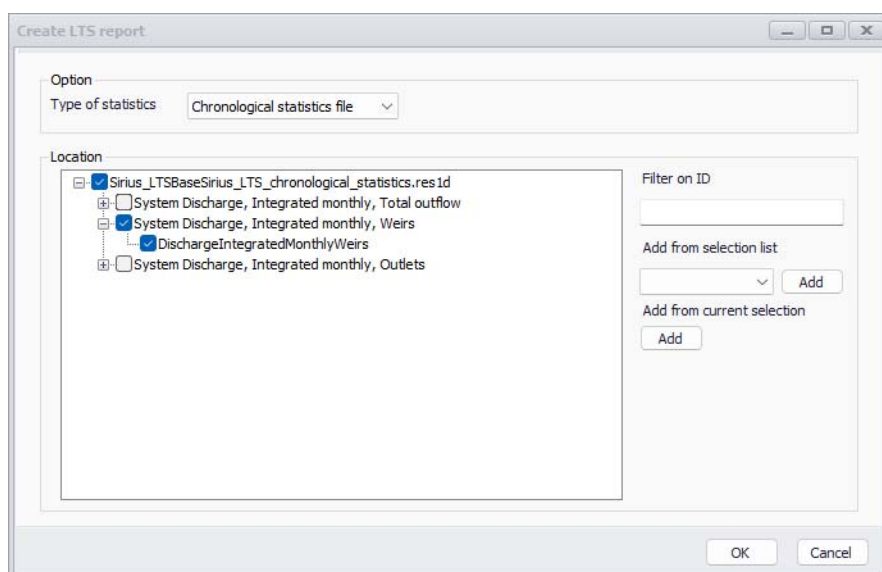 Create LTS report
Option
Type of statistics
Chronological statistics file
Location
Sirius_LTSBaseSirius_LTS_chronological_statistics.res1d
System Discharge, Integrated monthly, Total outflow
System Discharge, Integrated monthly, Weirs
DischargeIntegratedMonthlyWeirs
System Discharge, Integrated monthly, Outlets
Filter on ID
Add from selection list
Add
Add from current selection
Add
OK
Cancel